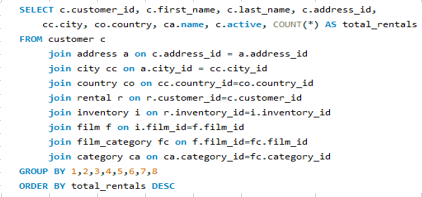 SELECT c.customer_id, c.first_name, c.last_name, c.address_id,
cc.city, co.country, ca.name, c.active, COUNT(*) AS total_rentals
FROM customer c
join address a on c.address_id = a.address_id
join city cc on a.city_id = cc.city_id
join country co on cc.country_id=co.country_id
join rental r on r.customer_id=c.customer_id
join inventory i on r.inventory_id=i.inventory_id
join film f on i.film_id=f.film_id
join film_category fc on f.film_id=fc.film_id
join category ca on ca.category_id=fc.category_id
GROUP BY 1,2,3,4,5,6,7,8
ORDER BY total_rentals DESC